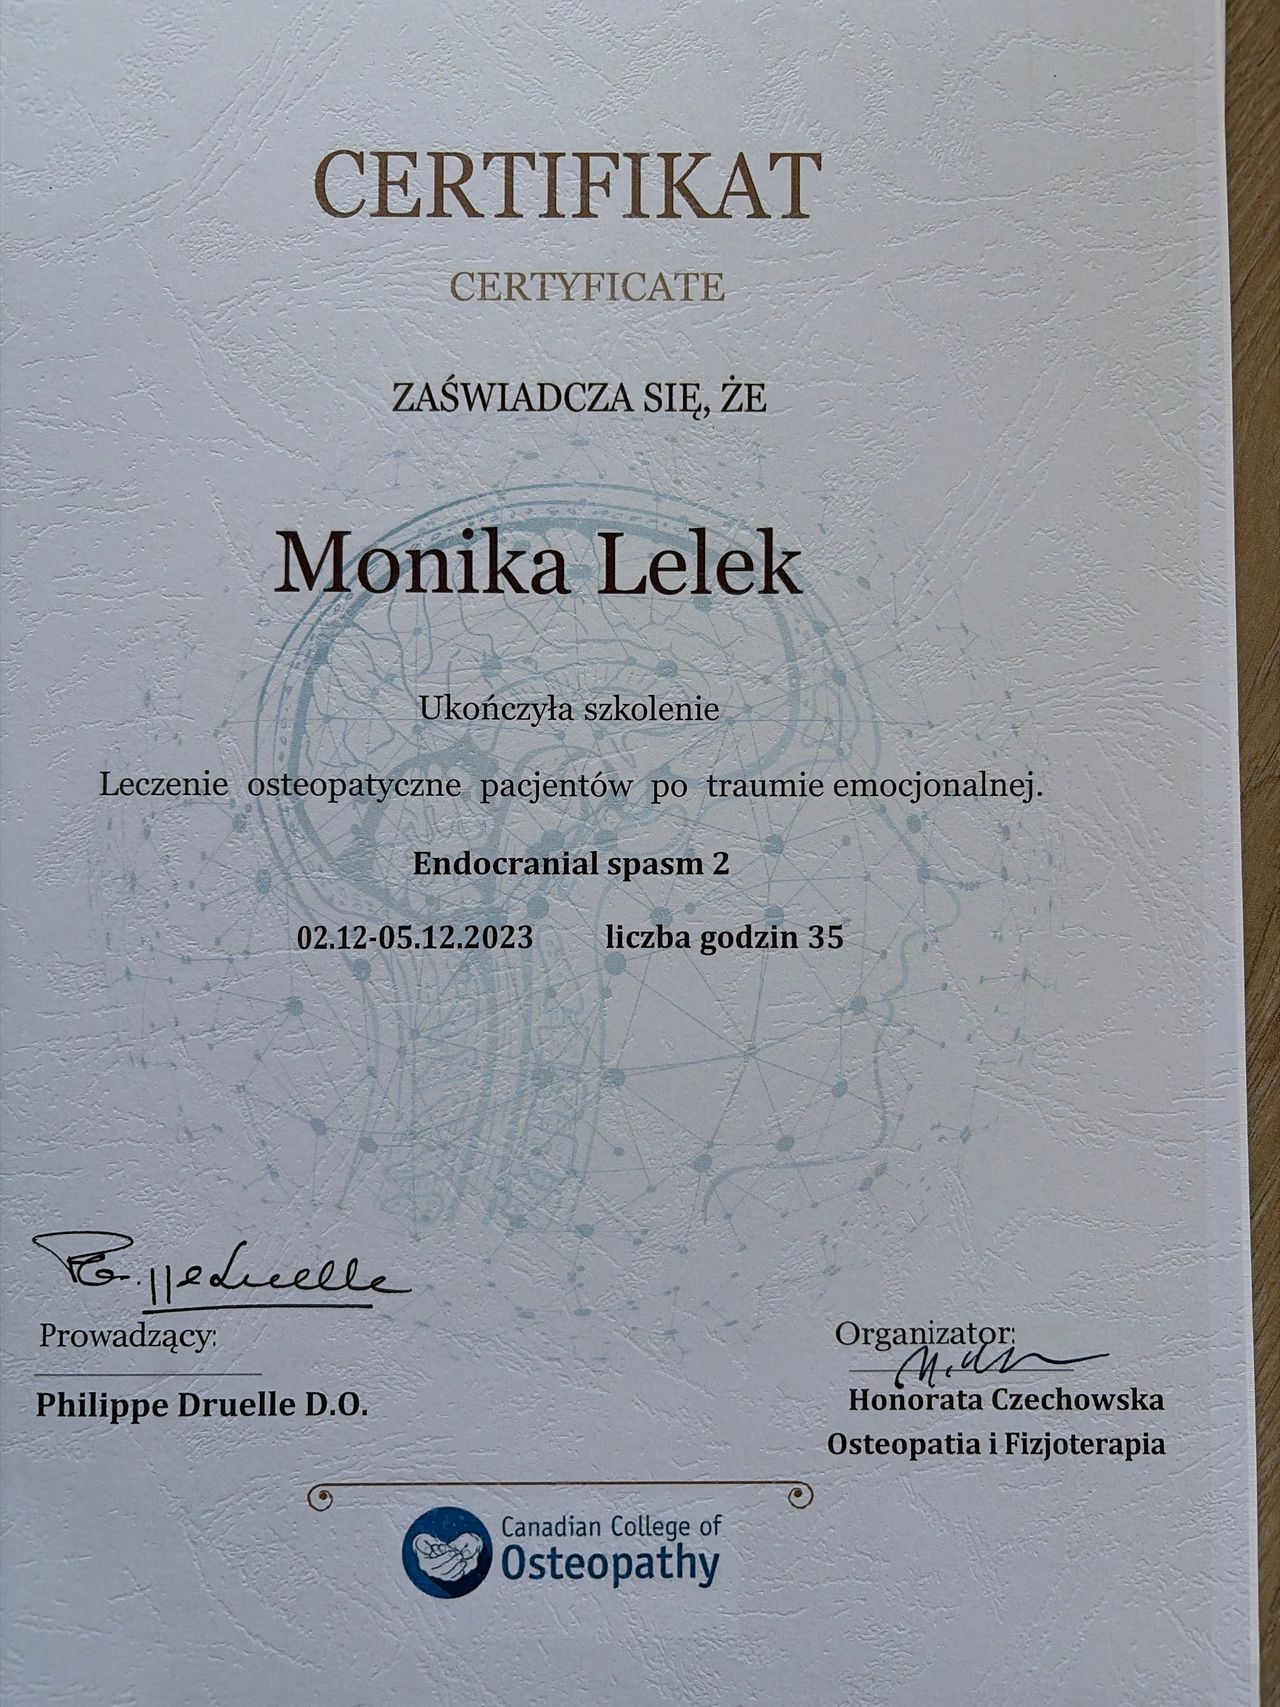 CERTIFIKAT
CERTYFICATE
ZAŚWIADCZA SIĘ, ŻE
Monika Lelek
Ukończyła szkolenie
Leczenie osteopatyczne pacjentów po traumie emocjonalnej.
Endocranial spasm 2
02.12-05.12.2023 liczba godzin 35
Prowadzący:
Philippe Druelle D.O.
Organizator:
Honorata Czechowska
Osteopatia i Fizjoterapia
Canadian College of
Osteopathy